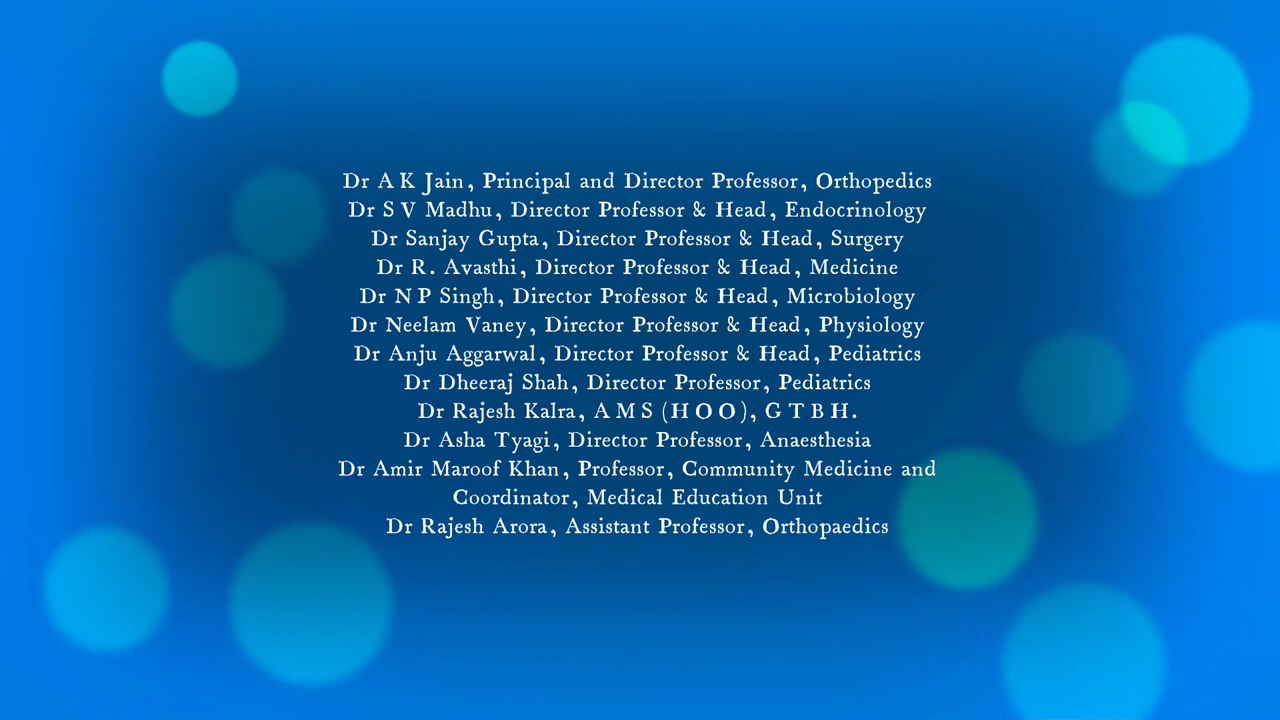 Dr A K Jain, Principal and Director Professor, Orthopedics
Dr S V Madhu, Director Professor & Head, Endocrinology
Dr Sanjay Gupta, Director Professor & Head, Surgery
Dr R. Avasthi, Director Professor & Head, Medicine
Dr N P Singh, Director Professor & Head, Microbiology
Dr Neelam Vaney, Director Professor & Head, Physiology
Dr Anju Aggarwal, Director Professor & Head, Pediatrics
Dr Dheeraj Shah, Director Professor, Pediatrics
Dr Rajesh Kalra, A M S (H O O), G T B H.
Dr Asha Tyagi, Director Professor, Anaesthesia
Dr Amir Maroof Khan, Professor, Community Medicine and
Coordinator, Medical Education Unit
Dr Rajesh Arora, Assistant Professor, Orthopaedics